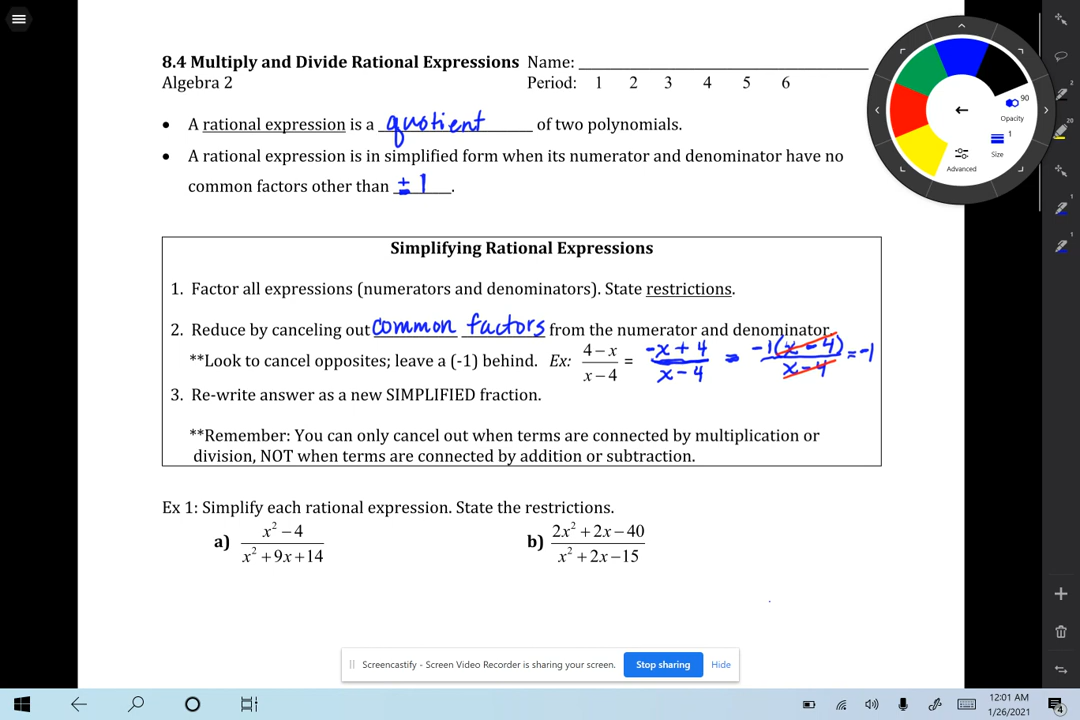 8.4 Multiply and Divide Rational Expressions Name: ____________
Algebra 2 Period: 1 2 3 4 5 6
• A rational expression is a quotient of two polynomials.
• A rational expression is in simplified form when its numerator and denominator have no
common factors other than ±1.
Simplifying Rational Expressions
1. Factor all expressions (numerators and denominators). State restrictions.
2. Reduce by canceling out common factors from the numerator and denominator.
**Look to cancel opposites; leave a (-1) behind. Ex: (4 − x)/(x − 4) = (-x + 4)/(x − 4) = (-1(x − 4))/(x − 4) = -1
3. Re-write answer as a new SIMPLIFIED fraction.
**Remember: You can only cancel out when terms are connected by multiplication or
division, NOT when terms are connected by addition or subtraction.
Ex 1: Simplify each rational expression. State the restrictions.
a) (x² − 4)/(x² + 9x + 14) b) (2x² + 2x − 40)/(x² + 2x − 15)
90
Opacity
1
Size
Advanced
2
20
1
1
Screencastify - Screen Video Recorder is sharing your screen. Stop sharing Hide
12:01 AM
1/26/2021
4